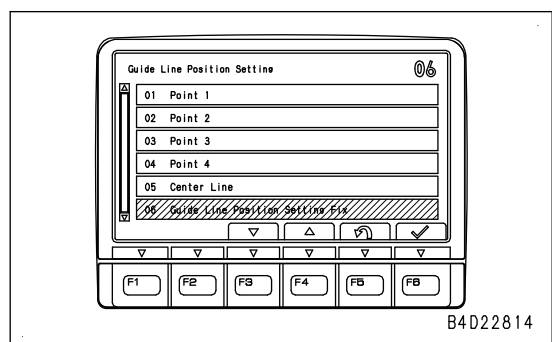 Guide Line Position Setting
06
01 Point 1
02 Point 2
03 Point 3
04 Point 4
05 Center Line
06 Guide Line Position Setting Fix
F1 F2 F3 F4 F5 F6
B4D22814